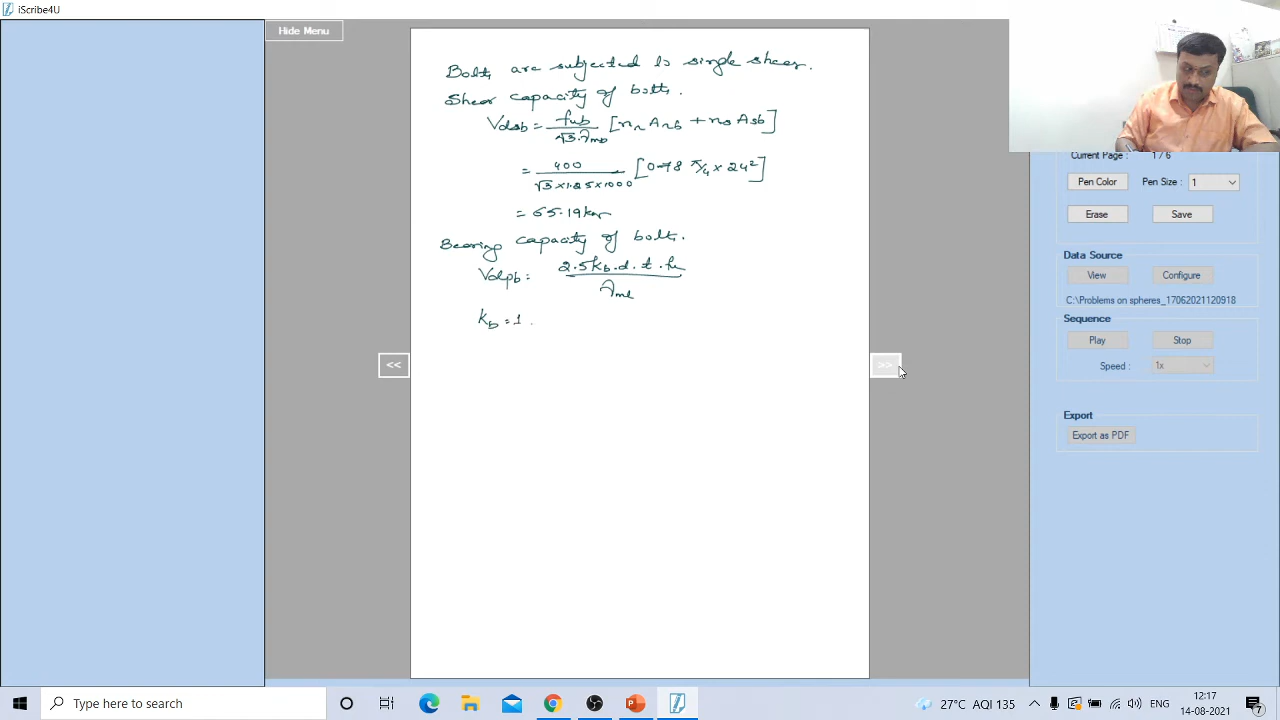 iScribe4U
Hide Menu
Bolts are subjected to single shear.
Shear capacity of bolts.
Vdsb = fub / √3·γmb [nn Anb + ns Asb]
= 400 / √3 × 1.25 × 1000 [0.78 π/4 × 24²]
= 65.19 kN
Bearing capacity of bolts.
Vdpb = 2.5 Kb. d. t. fu / γmb
Kb = 1.
<<
>>
Current Page : 1 / 6
Pen Color Pen Size : 1
Erase Save
Data Source
View Configure
C:\Problems on spheres_17062021120918
Sequence
Play Stop
Speed : 1x
Export
Export as PDF
Type here to search
27°C AQI 135 ENG 12:17
14-08-2021 7